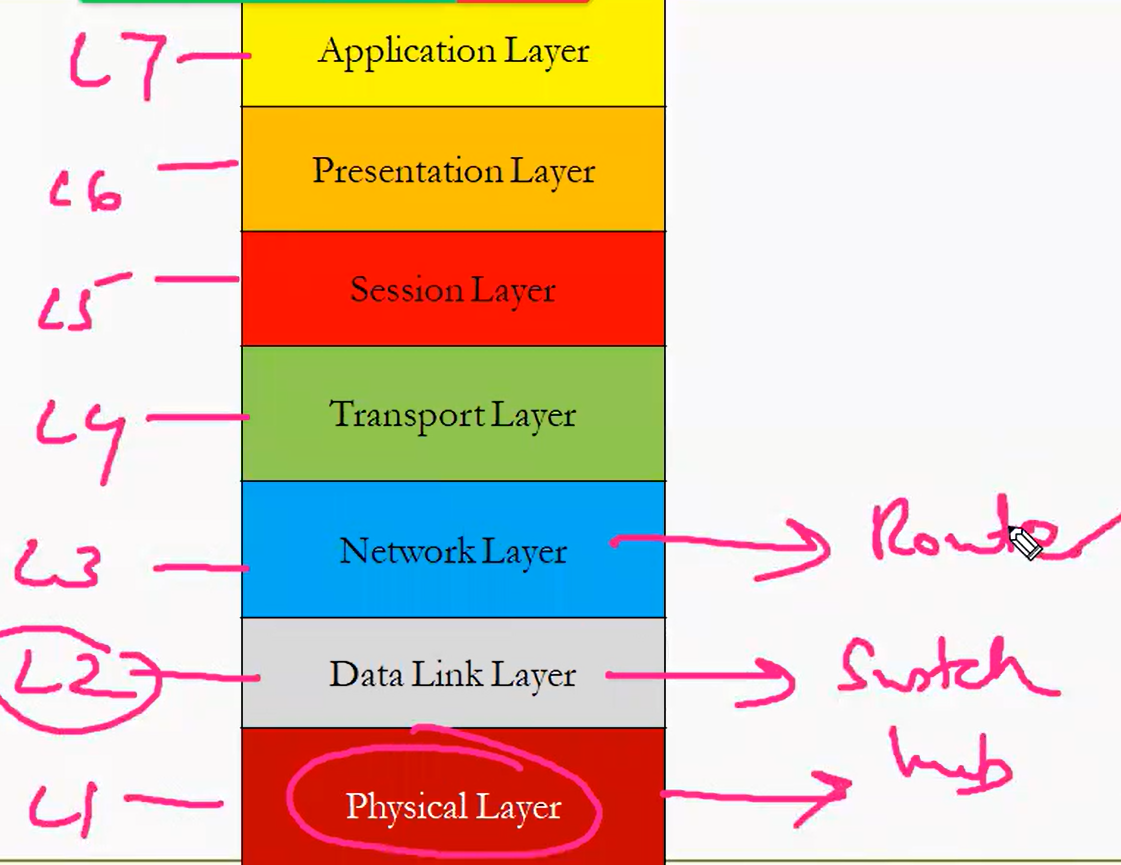 L7 Application Layer
L6 Presentation Layer
L5 Session Layer
L4 Transport Layer
L3 Network Layer Router
L2 Data Link Layer Switch
L1 Physical Layer hub